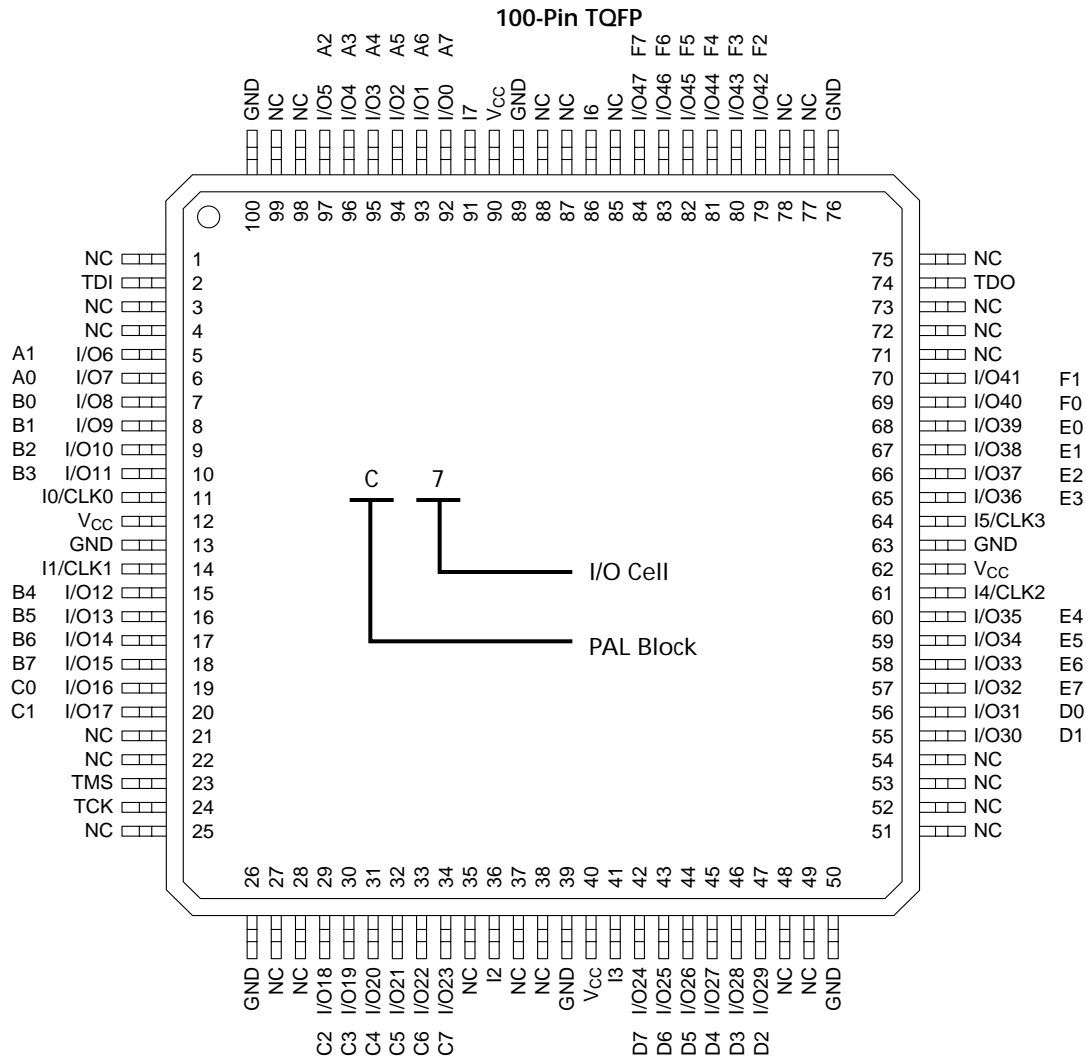 100-Pin TQFP
A2 A3 A4 A5 A6 A7 F7 F6 F5 F4 F3 F2
GND NC NC I/O5 I/O4 I/O3 I/O2 I/O1 I/O0 I7 VCC GND NC NC I6 NC I/O47 I/O46 I/O45 I/O44 I/O43 I/O42 NC NC GND
100 99 98 97 96 95 94 93 92 91 90 89 88 87 86 85 84 83 82 81 80 79 78 77 76
NC 1 75 NC
TDI 2 74 TDO
NC 3 73 NC
NC 4 72 NC
A1 I/O6 5 71 NC
A0 I/O7 6 70 I/O41 F1
B0 I/O8 7 69 I/O40 F0
B1 I/O9 8 68 I/O39 E0
B2 I/O10 9 67 I/O38 E1
B3 I/O11 10 C 7 66 I/O37 E2
I0/CLK0 11 65 I/O36 E3
VCC 12 64 I5/CLK3
GND 13 63 GND
I1/CLK1 14 I/O Cell 62 VCC
B4 I/O12 15 61 I4/CLK2
B5 I/O13 16 60 I/O35 E4
B6 I/O14 17 PAL Block 59 I/O34 E5
B7 I/O15 18 58 I/O33 E6
C0 I/O16 19 57 I/O32 E7
C1 I/O17 20 56 I/O31 D0
NC 21 55 I/O30 D1
NC 22 54 NC
TMS 23 53 NC
TCK 24 52 NC
NC 25 51 NC
26 27 28 29 30 31 32 33 34 35 36 37 38 39 40 41 42 43 44 45 46 47 48 49 50
GND NC NC I/O18 I/O19 I/O20 I/O21 I/O22 I/O23 NC I2 NC NC GND VCC I3 I/O24 I/O25 I/O26 I/O27 I/O28 I/O29 NC NC GND
C2 C3 C4 C5 C6 C7 D7 D6 D5 D4 D3 D2